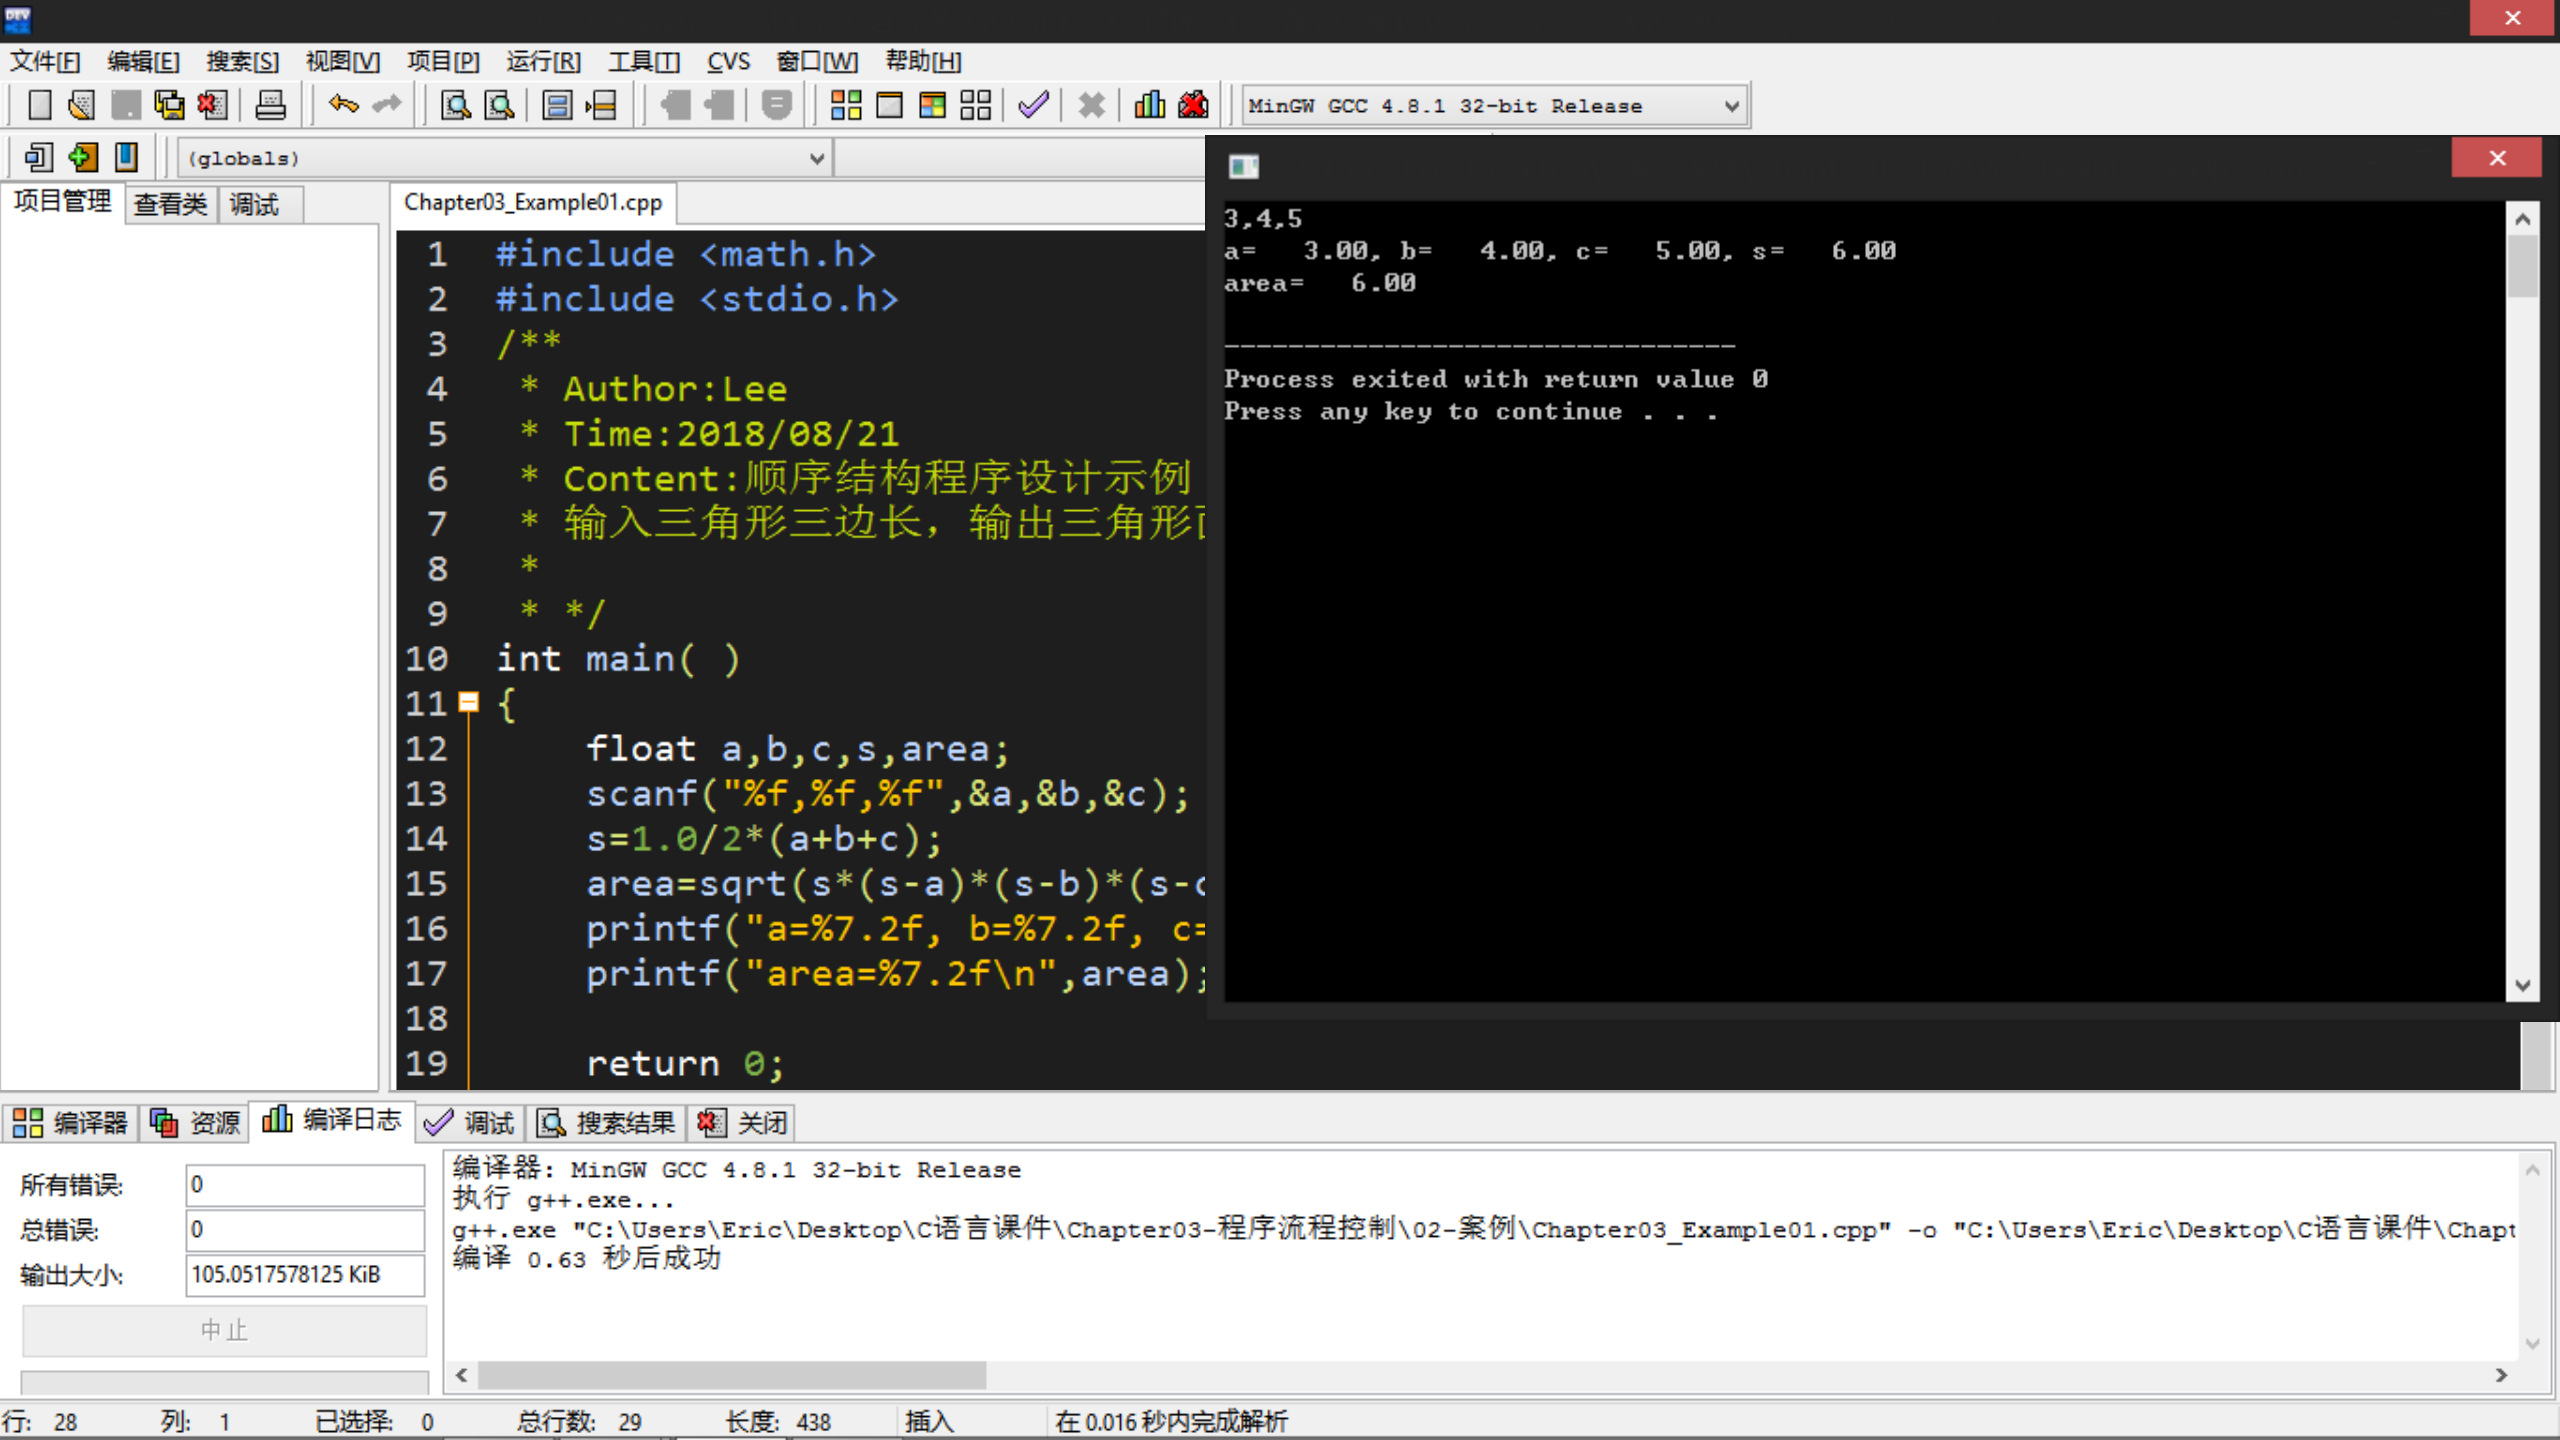 DEV
文件[F] 编辑[E] 搜索[S] 视图[V] 项目[P] 运行[R] 工具[T] CVS 窗口[W] 帮助[H]
MinGW GCC 4.8.1 32-bit Release
(globals)
项目管理 查看类 调试
Chapter03_Example01.cpp
1 #include <math.h>
2 #include <stdio.h>
3 /**
4 * Author:Lee
5 * Time:2018/08/21
6 * Content:顺序结构程序设计示例
7 * 输入三角形三边长，输出三角形
8 *
9 * */
10 int main( )
11 {
12 float a,b,c,s,area;
13 scanf("%f,%f,%f",&a,&b,&c);
14 s=1.0/2*(a+b+c);
15 area=sqrt(s*(s-a)*(s-b)*(s-c
16 printf("a=%7.2f, b=%7.2f, c=
17 printf("area=%7.2f\n",area);
18
19 return 0;
3,4,5
a=   3.00, b=   4.00, c=   5.00, s=   6.00
area=   6.00
--------------------------------
Process exited with return value 0
Press any key to continue . . .
编译器 资源 编译日志 调试 搜索结果 关闭
所有错误: 0
总错误: 0
输出大小: 105.0517578125 KiB
中止
编译器: MinGW GCC 4.8.1 32-bit Release
执行 g++.exe...
g++.exe "C:\Users\Eric\Desktop\C语言课件\Chapter03-程序流程控制\02-案例\Chapter03_Example01.cpp" -o "C:\Users\Eric\Desktop\C语言课件\Chapt
编译 0.63 秒后成功
行: 28 列: 1 已选择: 0 总行数: 29 长度: 438 插入 在 0.016 秒内完成解析